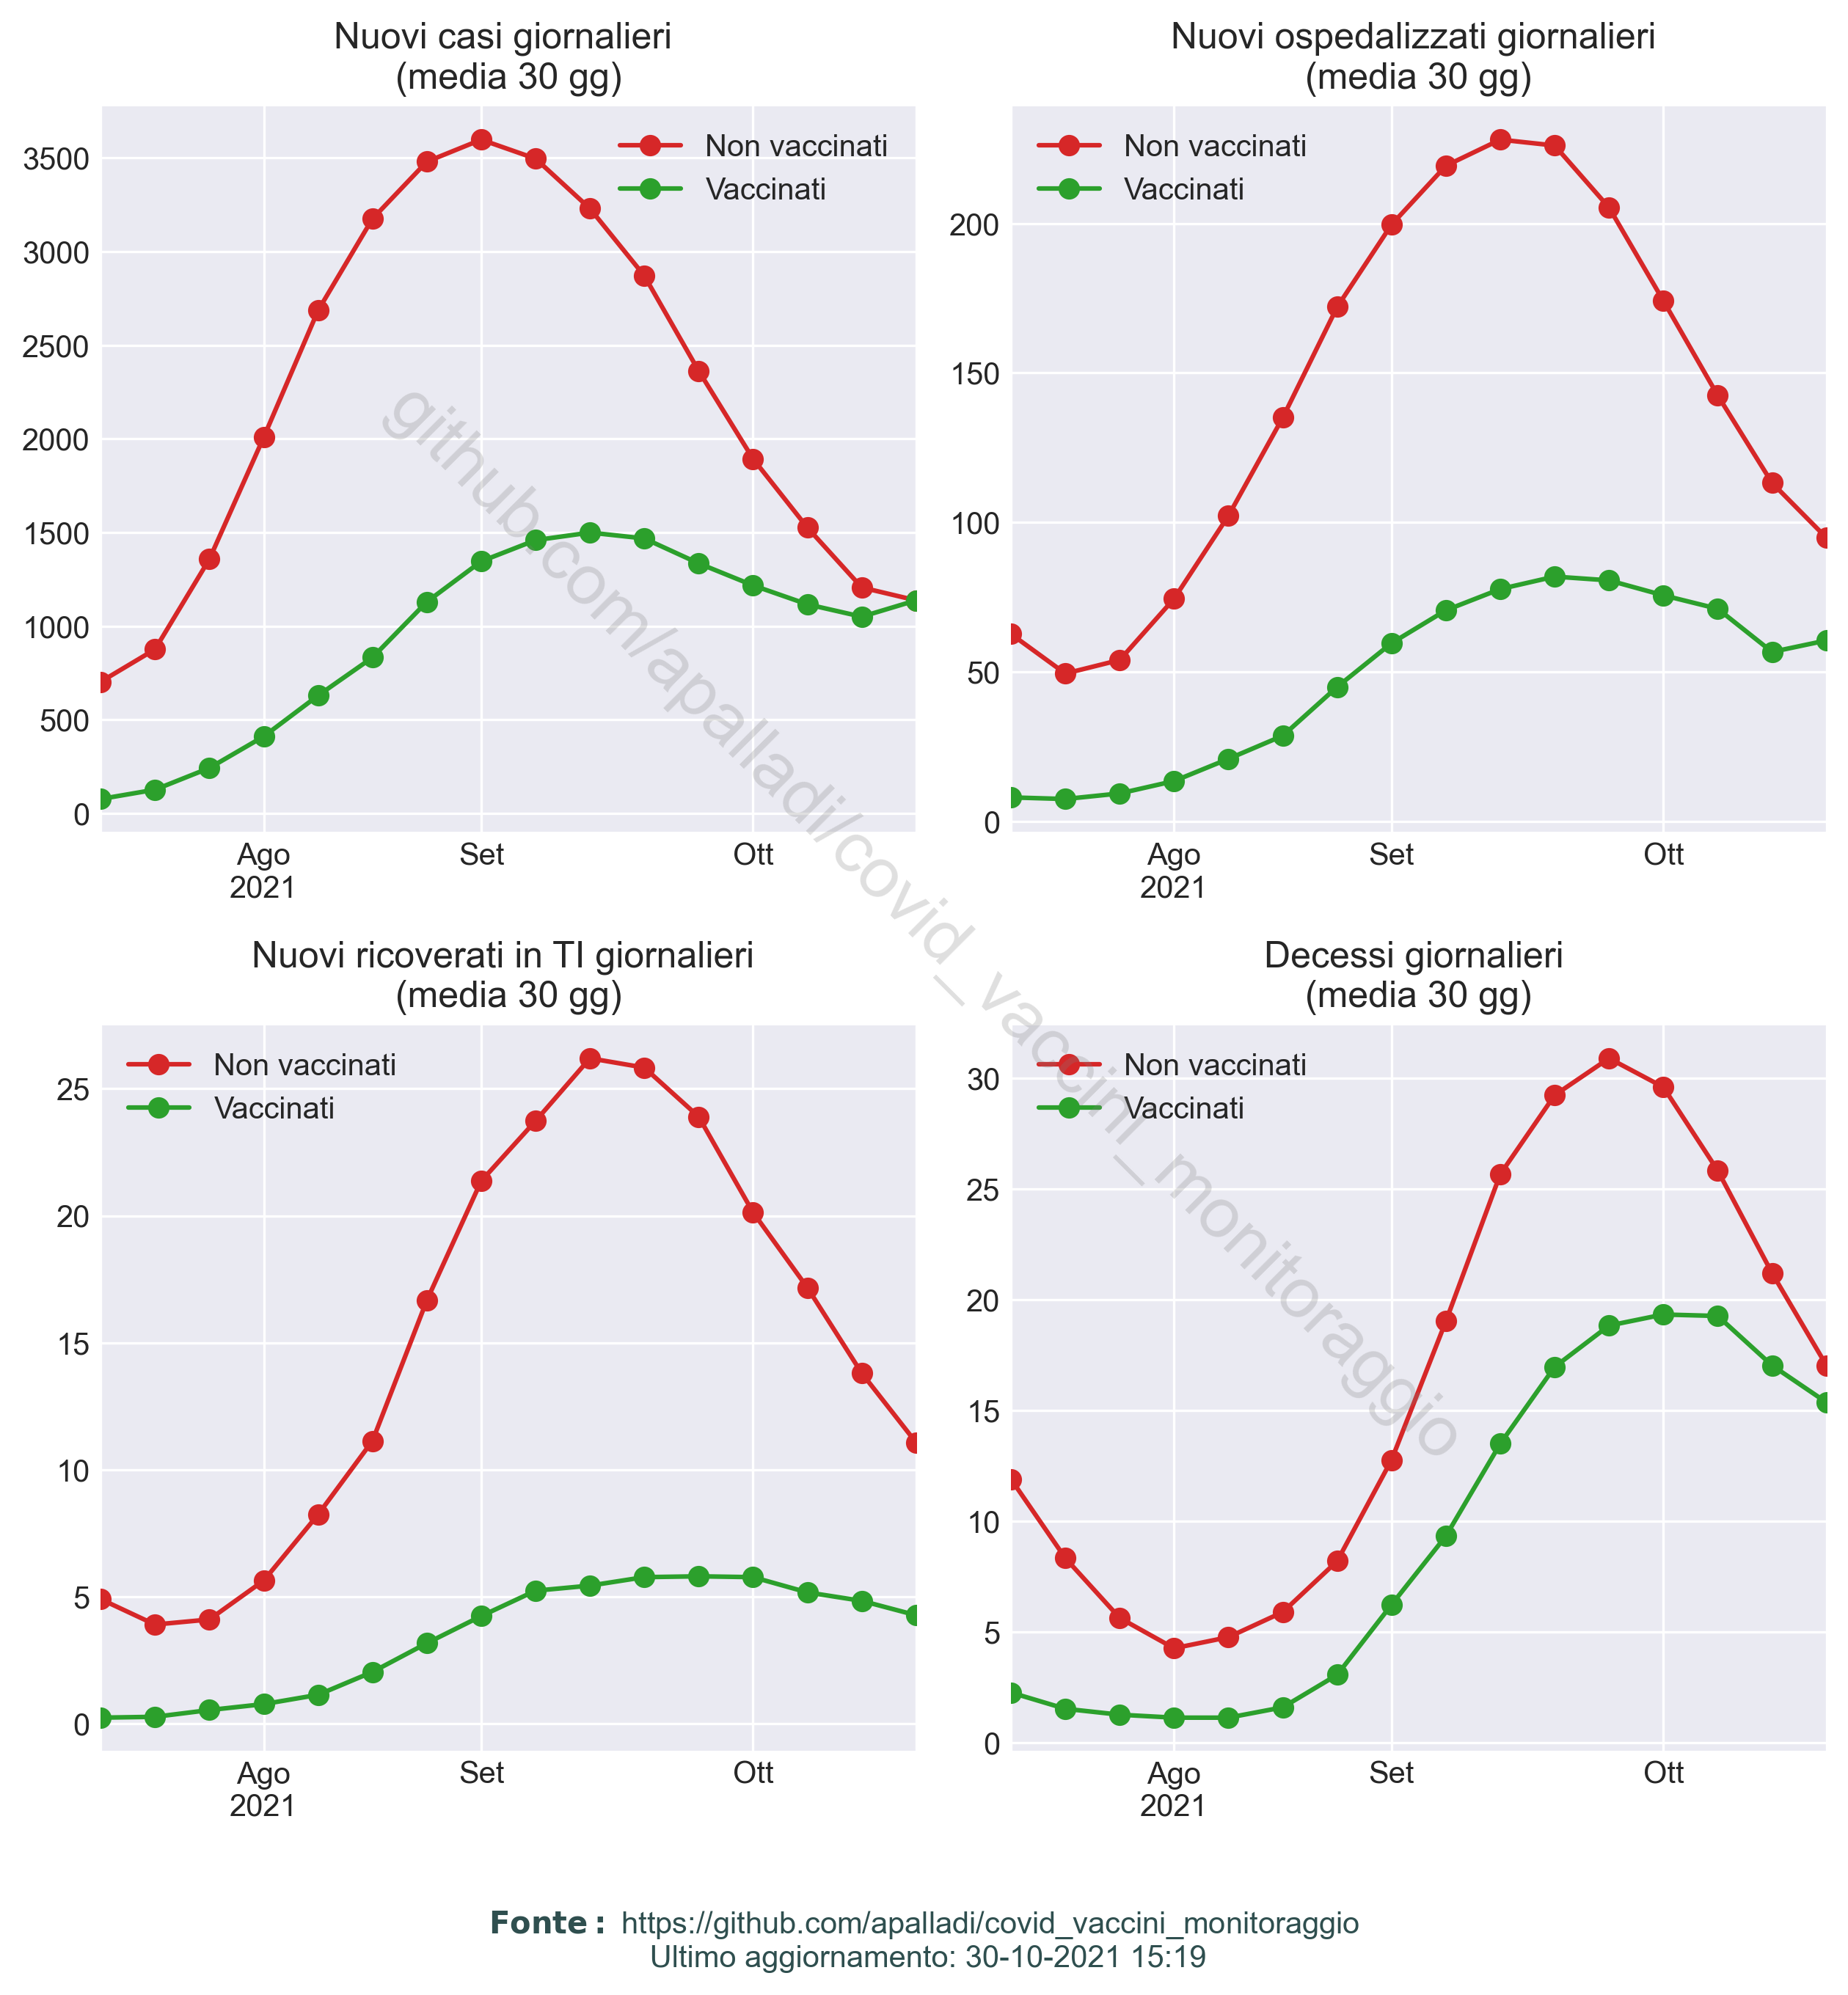 Nuovi casi giornalieri
(media 30 gg)
Non vaccinati
Vaccinati
3500
3000
2500
2000
1500
1000
500
0
Ago
2021
Set
Ott
Nuovi ospedalizzati giornalieri
(media 30 gg)
Non vaccinati
Vaccinati
200
150
100
50
0
Ago
2021
Set
Ott
Nuovi ricoverati in TI giornalieri
(media 30 gg)
Non vaccinati
Vaccinati
25
20
15
10
5
0
Ago
2021
Set
Ott
Decessi giornalieri
(media 30 gg)
Non vaccinati
Vaccinati
30
25
20
15
10
5
0
Ago
2021
Set
Ott
github.com/apalladi/covid_vaccini_monitoraggio
Fonte: https://github.com/apalladi/covid_vaccini_monitoraggio
Ultimo aggiornamento: 30-10-2021 15:19